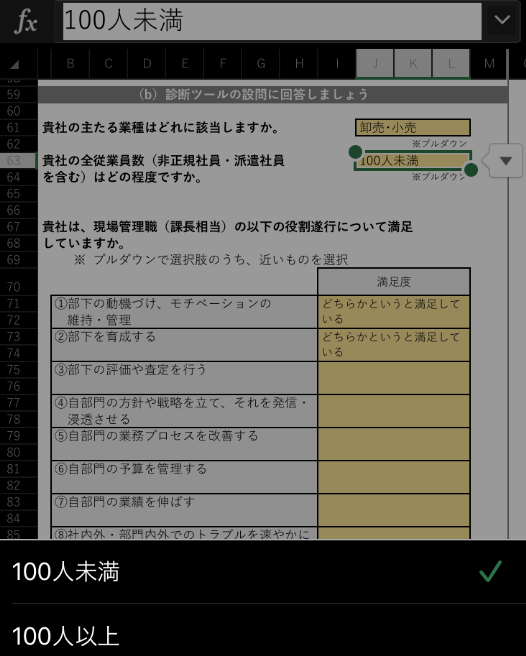 fx 100人未満
B C D E F G H I J K L M
59 (b) 診断ツールの設問に回答しましょう
60
61 貴社の主たる業種はどれに該当しますか。 卸売・小売
62 ※プルダウン
63 貴社の全従業員数（非正規社員・派遣社員 100人未満
64 を含む）はどの程度ですか。 ※プルダウン
65
66
67 貴社は、現場管理職（課長相当）の以下の役割遂行について満足
68 していますか。
69 ※ プルダウンで選択肢のうち、近いものを選択
70 満足度
71 ①部下の動機づけ、モチベーションの どちらかというと満足して
72 維持・管理 いる
73 ②部下を育成する どちらかというと満足して
74 いる
75 ③部下の評価や査定を行う
76
77 ④自部門の方針や戦略を立て、それを発信・
78 浸透させる
79 ⑤自部門の業務プロセスを改善する
80
81 ⑥自部門の予算を管理する
82
83 ⑦自部門の業績を伸ばす
84
85 ⑧社内外・部門内外でのトラブルを速やかに
100人未満
100人以上